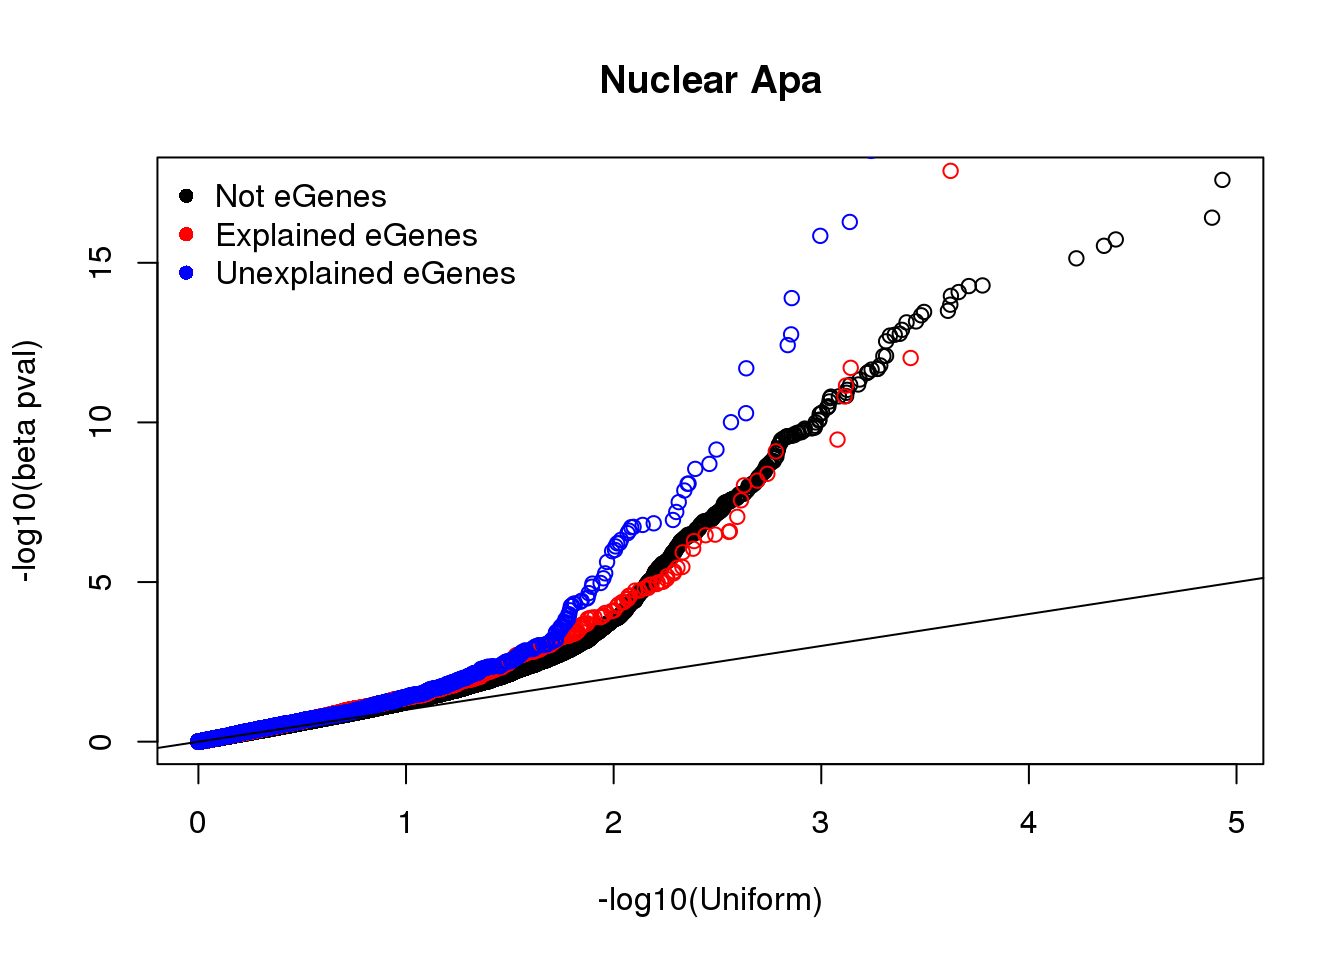 Nuclear Apa
Not eGenes
Explained eGenes
Unexplained eGenes
-log10(beta pval)
15
10
5
0
0 1 2 3 4 5
-log10(Uniform)